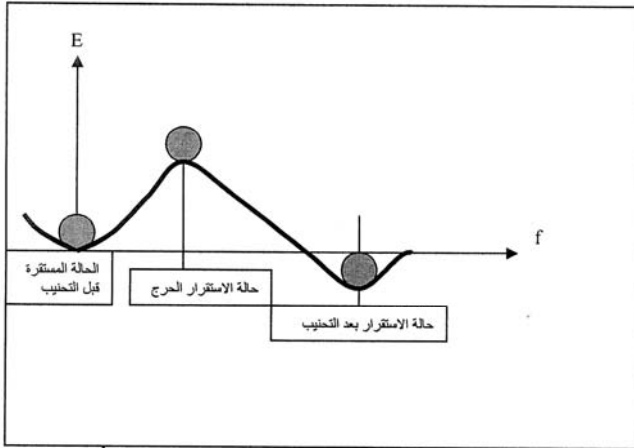 E
f
الحالة المستقرة
قبل التحنيب
حالة الاستقرار الحرج
حالة الاستقرار بعد التحنيب